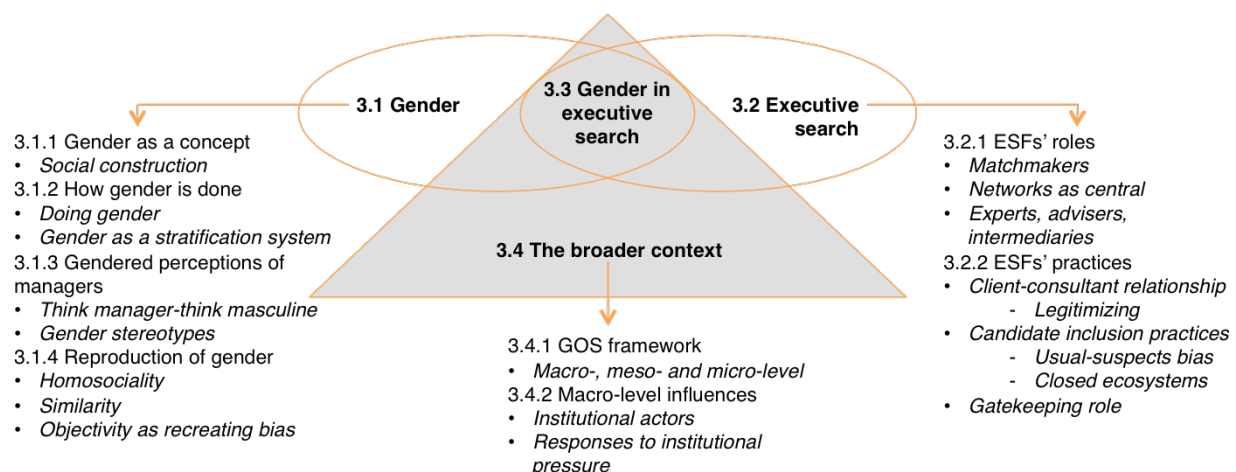 3.1 Gender
3.3 Gender in
executive
search
3.2 Executive
search
3.4 The broader context
3.1.1 Gender as a concept
• Social construction
3.1.2 How gender is done
• Doing gender
• Gender as a stratification system
3.1.3 Gendered perceptions of
managers
• Think manager-think masculine
• Gender stereotypes
3.1.4 Reproduction of gender
• Homosociality
• Similarity
• Objectivity as recreating bias
3.4.1 GOS framework
• Macro-, meso- and micro-level
3.4.2 Macro-level influences
• Institutional actors
• Responses to institutional
pressure
3.2.1 ESFs' roles
• Matchmakers
• Networks as central
• Experts, advisers,
intermediaries
3.2.2 ESFs' practices
• Client-consultant relationship
- Legitimizing
• Candidate inclusion practices
- Usual-suspects bias
- Closed ecosystems
• Gatekeeping role